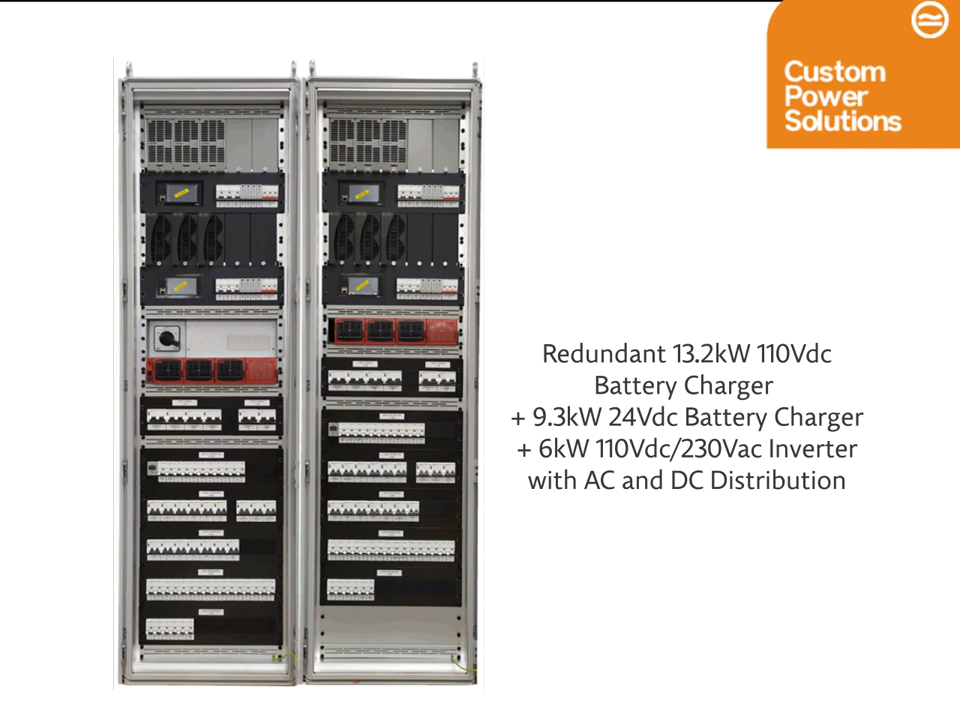 Custom
Power
Solutions
Redundant 13.2kW 110Vdc
Battery Charger
+ 9.3kW 24Vdc Battery Charger
+ 6kW 110Vdc/230Vac Inverter
with AC and DC Distribution